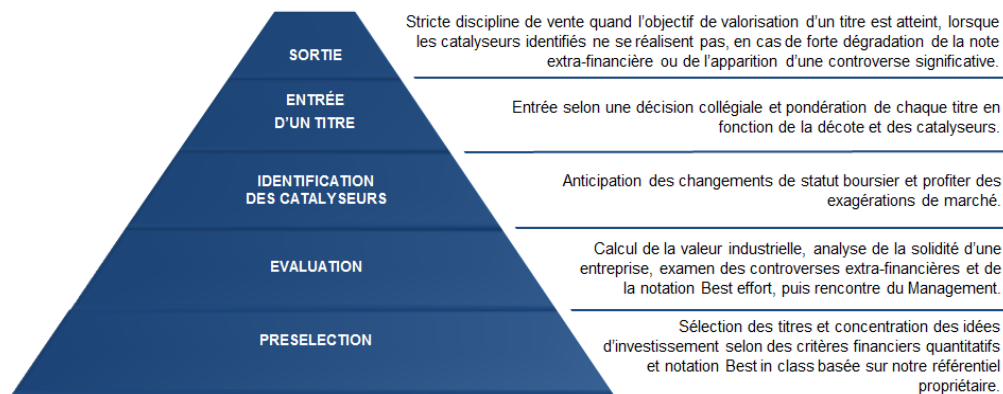 SORTIE
Stricte discipline de vente quand l'objectif de valorisation d'un titre est atteint, lorsque
les catalyseurs identifiés ne se réalisent pas, en cas de forte dégradation de la note
extra-financière ou de l'apparition d'une controverse significative.
ENTRÉE
D'UN TITRE
Entrée selon une décision collégiale et pondération de chaque titre en
fonction de la décote et des catalyseurs.
IDENTIFICATION
DES CATALYSEURS
Anticipation des changements de statut boursier et profiter des
exagérations de marché.
EVALUATION
Calcul de la valeur industrielle, analyse de la solidité d'une
entreprise, examen des controverses extra-financières et de
la notation Best effort, puis rencontre du Management.
PRESELECTION
Sélection des titres et concentration des idées
d'investissement selon des critères financiers quantitatifs
et notation Best in class basée sur notre référentiel
propriétaire.